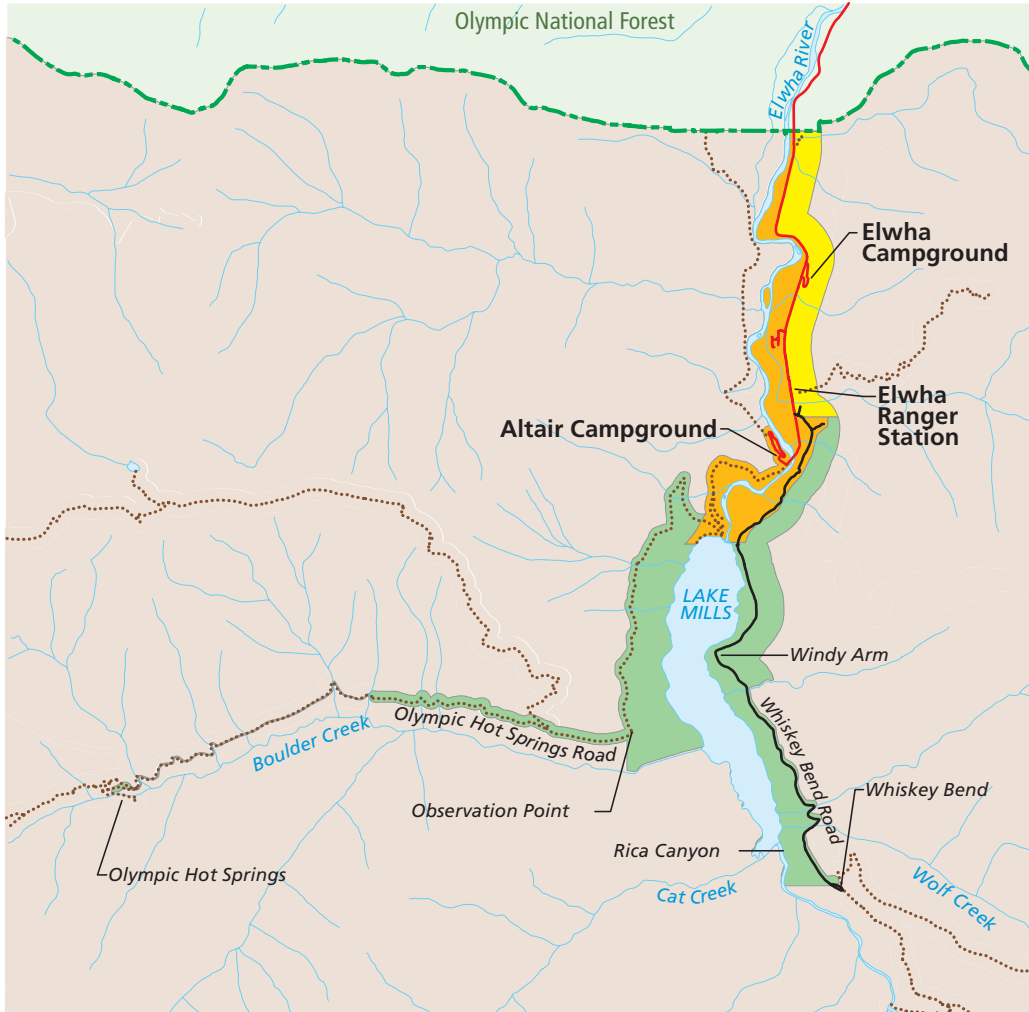 Olympic National Forest
Elwha River
Elwha
Campground
Elwha
Ranger
Station
Altair Campground
LAKE
MILLS
Windy Arm
Olympic Hot Springs Road
Boulder Creek
Whiskey Bend Road
Whiskey Bend
Observation Point
Rica Canyon
Olympic Hot Springs
Cat Creek
Wolf Creek